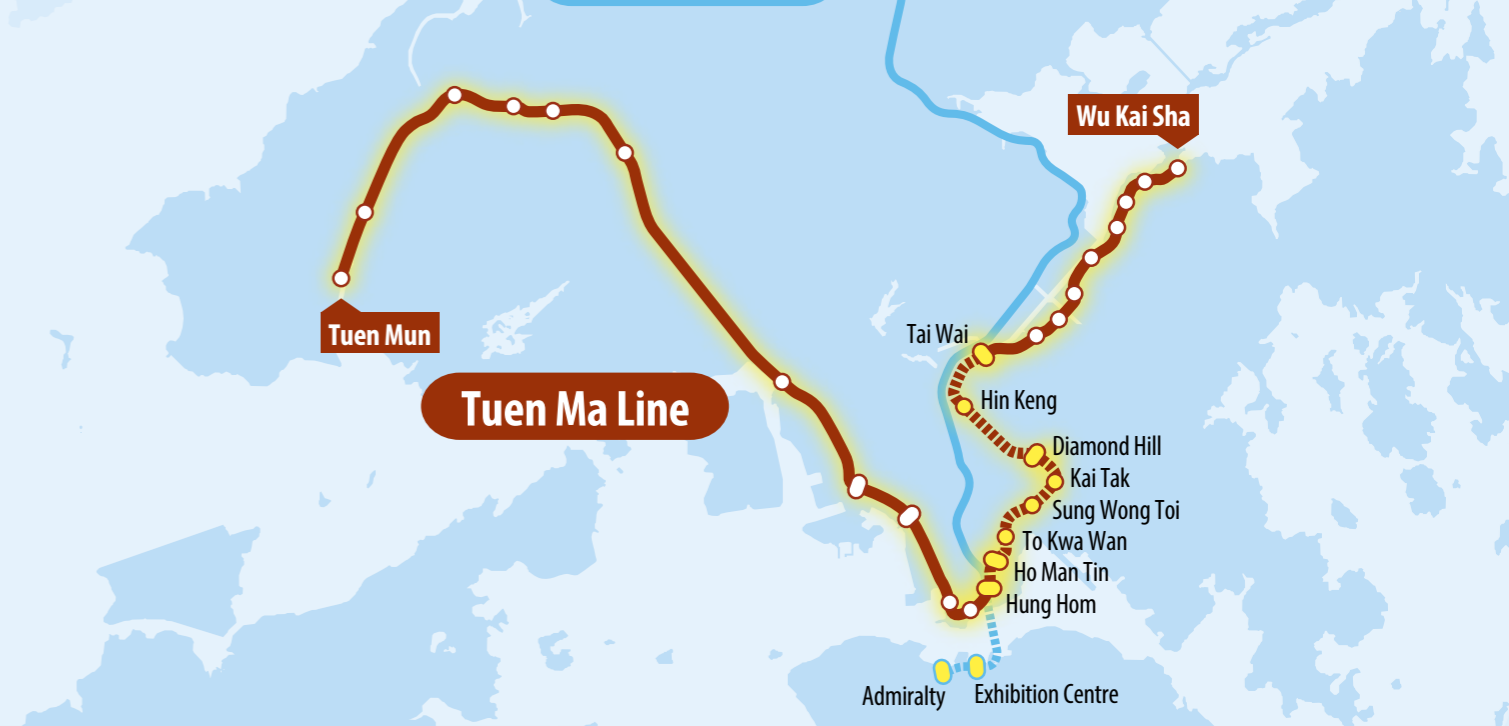 Wu Kai Sha
Tai Wai
Tuen Mun
Tuen Ma Line
Hin Keng
Diamond Hill
Kai Tak
Sung Wong Toi
To Kwa Wan
Ho Man Tin
Hung Hom
Admiralty
Exhibition Centre